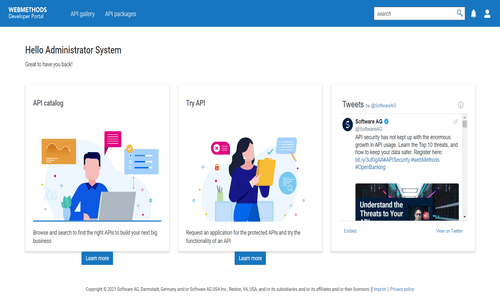 WEBMETHODS
Developer Portal
API gallery
API packages
search
Hello Administrator System
Great to have you back!
API catalog
Browse and search to find the right APIs to build your next big
business
Learn more
Try API
Request an application for the protected APIs and try the
functionality of an API
Learn more
Tweets by @SoftwareAG
Software AG
@SoftwareAG
API security has not kept up with the enormous
growth in API usage. Learn the Top 10 threats, and
how to keep your data safer. Register here:
#webMethods
#OpenBanking
Understand the
Threats to Your
Embed
View on Twitter
Copyright © 2021 Software AG, Darmstadt, Germany and/or Software AG USA Inc., Reston, VA, USA, and/or its subsidiaries and/or its affiliates and/or their licensors. || Imprint | Privacy policy